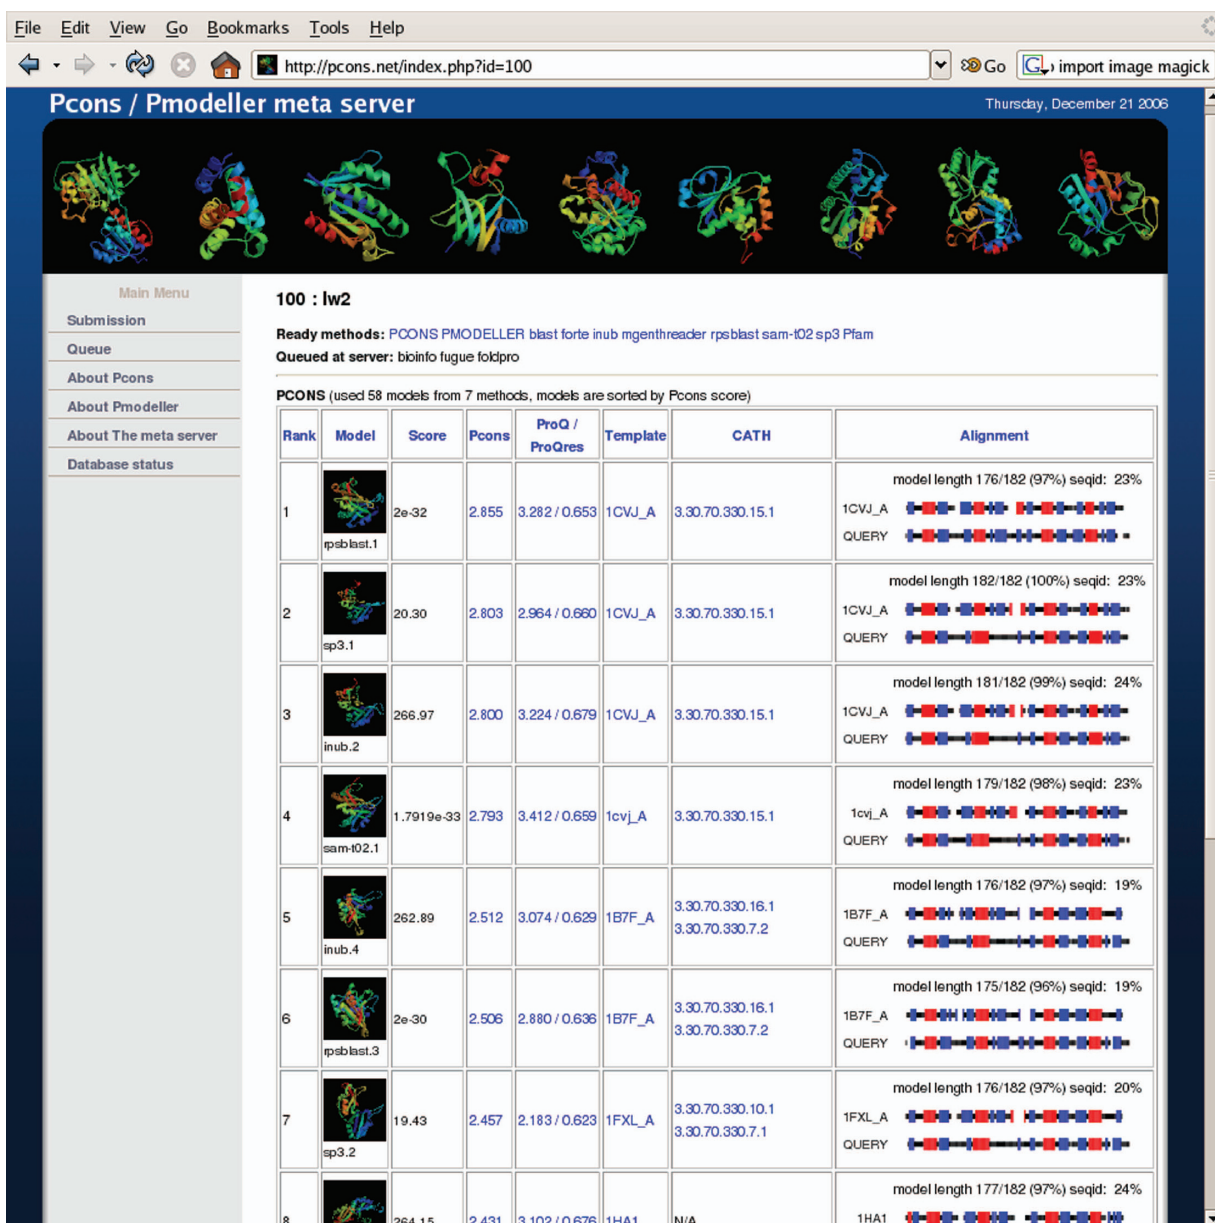 File Edit View Go Bookmarks Tools Help
http://pcons.net/index.php?id=100 Go G import image magick
Pcons / Pmodeller meta server
Thursday, December 21 2006
Main Menu
Submission
Queue
About Pcons
About Pmodeller
About The meta server
Database status
100 : lw2
Ready methods: PCONS PMODELLER blast forte inub mgenthreader rpsblast sam-t02 sp3 Pfam
Queued at server: bioinfo fugue foldpro
PCONS (used 58 models from 7 methods, models are sorted by Pcons score)
Rank Model Score Pcons ProQ / ProQres Template CATH Alignment
model length 176/182 (97%) seqid: 23%
1 2e-32 2.855 3.282 / 0.653 1CVJ_A 3.30.70.330.15.1
1CVJ_A
QUERY
rpsblast.1
model length 182/182 (100%) seqid: 23%
2 20.30 2.803 2.964 / 0.660 1CVJ_A 3.30.70.330.15.1
1CVJ_A
QUERY
sp3.1
model length 181/182 (99%) seqid: 24%
3 266.97 2.800 3.224 / 0.679 1CVJ_A 3.30.70.330.15.1
1CVJ_A
QUERY
inub.2
model length 179/182 (98%) seqid: 23%
4 1.7919e-33 2.793 3.412 / 0.659 1cvj_A 3.30.70.330.15.1
1cvj_A
QUERY
sam-t02.1
model length 176/182 (97%) seqid: 19%
5 262.89 2.512 3.074 / 0.629 1B7F_A 3.30.70.330.16.1
3.30.70.330.7.2
1B7F_A
QUERY
inub.4
model length 175/182 (96%) seqid: 19%
6 2e-30 2.506 2.880 / 0.636 1B7F_A 3.30.70.330.16.1
3.30.70.330.7.2
1B7F_A
QUERY
rpsblast.3
model length 176/182 (97%) seqid: 20%
7 19.43 2.457 2.183 / 0.623 1FXL_A 3.30.70.330.10.1
3.30.70.330.7.1
1FXL_A
QUERY
sp3.2
model length 177/182 (97%) seqid: 24%
8 264.15 2.431 3.102 / 0.676 1HA1 N/A
1HA1